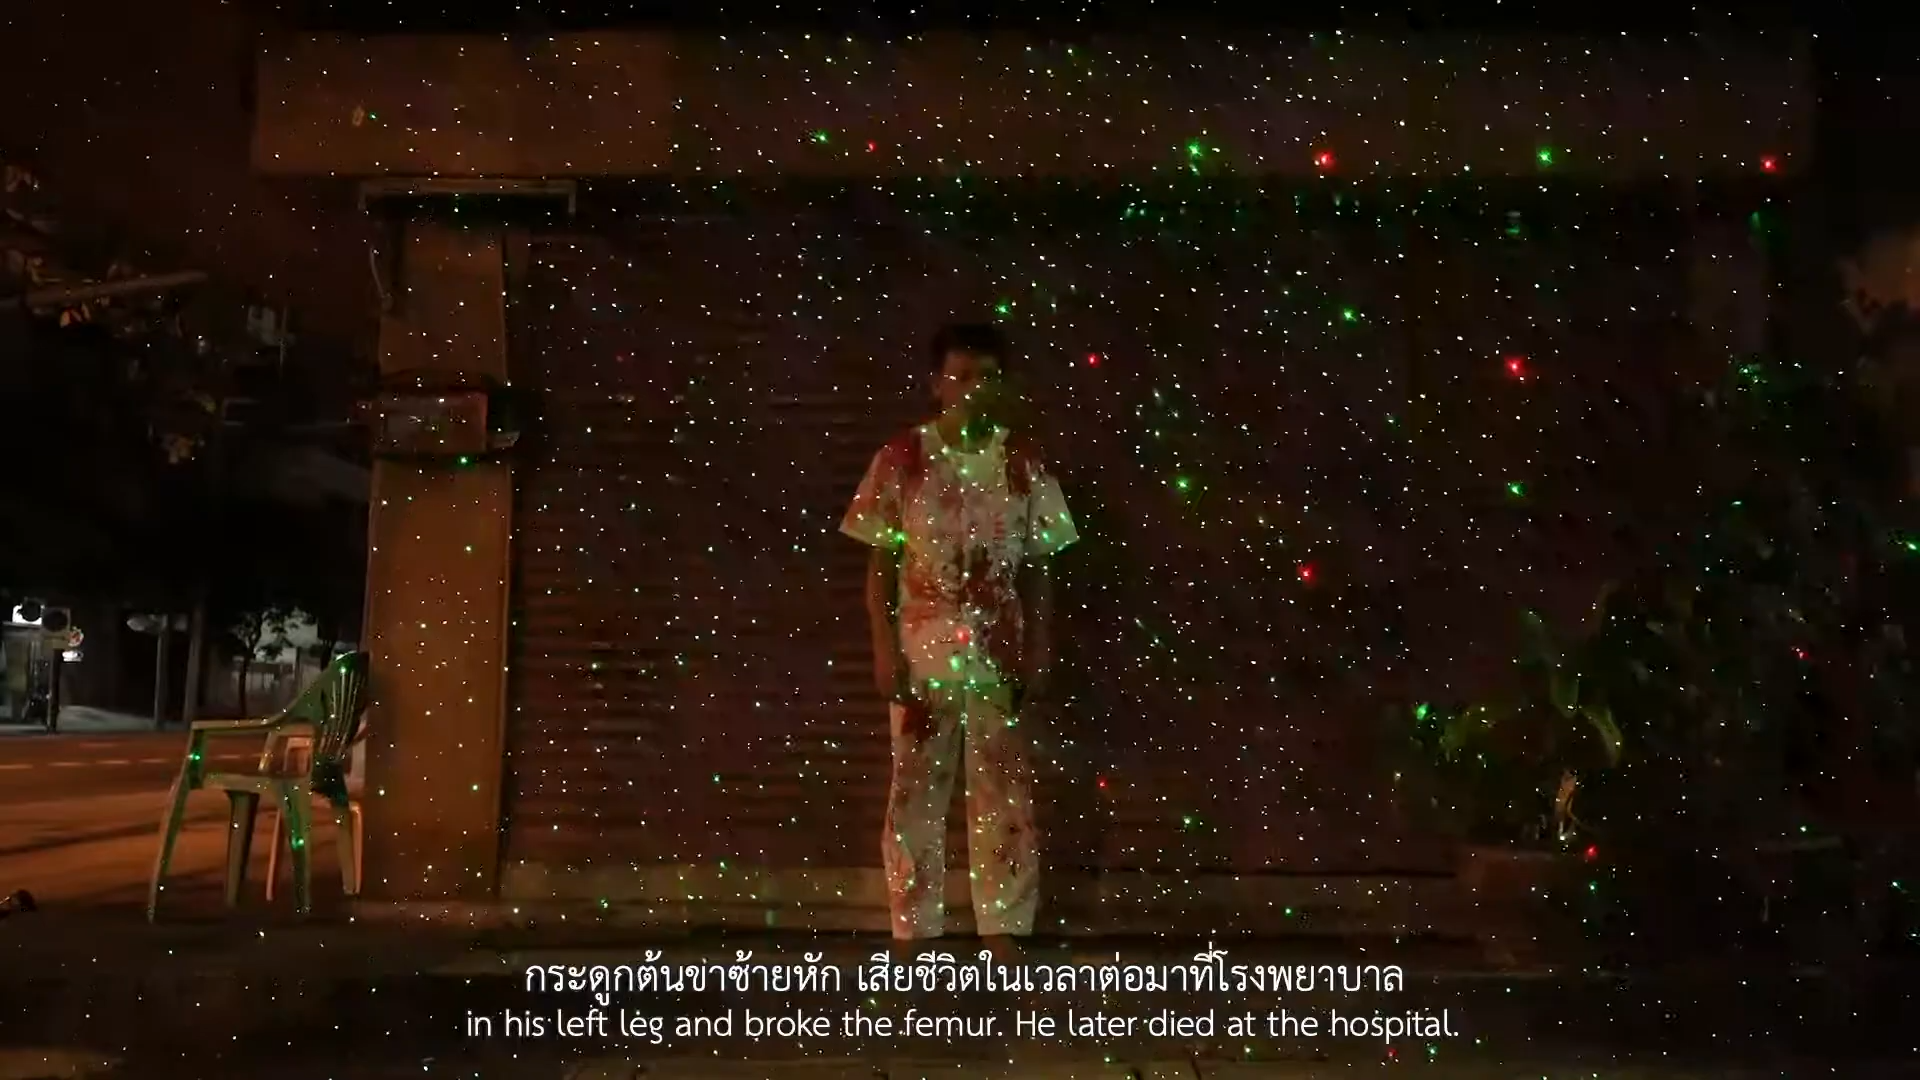 กระดูกต้นขาซ้ายหัก เสียชีวิตในเวลาต่อมาที่โรงพยาบาล
in his left leg and broke the femur. He later died at the hospital.